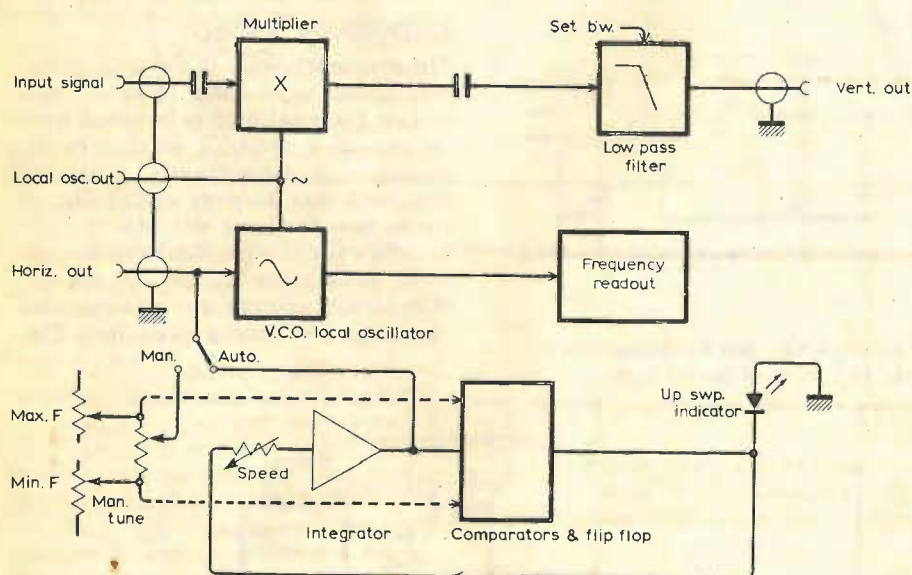 Multiplier
Set b.w.
Input signal
X
Vert. out
Low pass
filter
Local osc.out
~
Horiz. out
Frequency
readout
V.C.O. local oscillator
Man.
Auto.
Up swp.
indicator
Max. F
Speed
Min. F
Man.
tune
Integrator
Comparators & flip flop